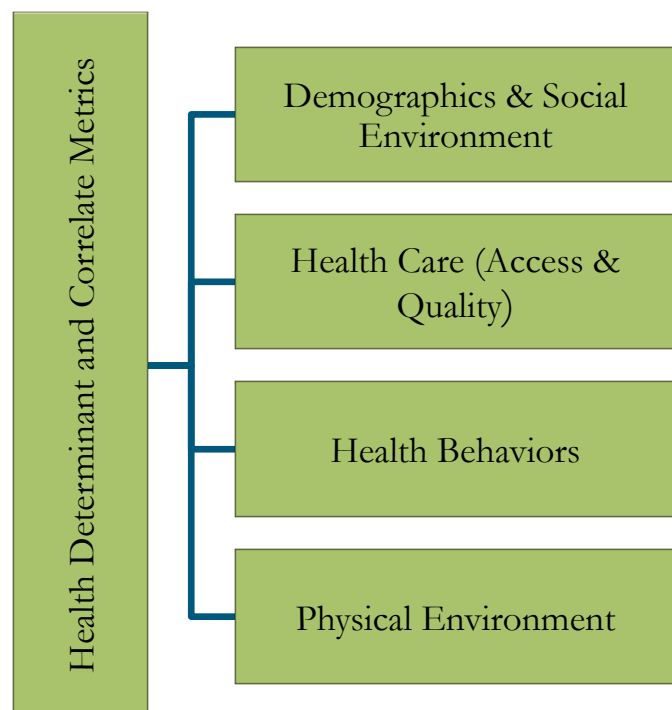 Health Determinant and Correlate Metrics
Demographics & Social
Environment
Health Care (Access &
Quality)
Health Behaviors
Physical Environment